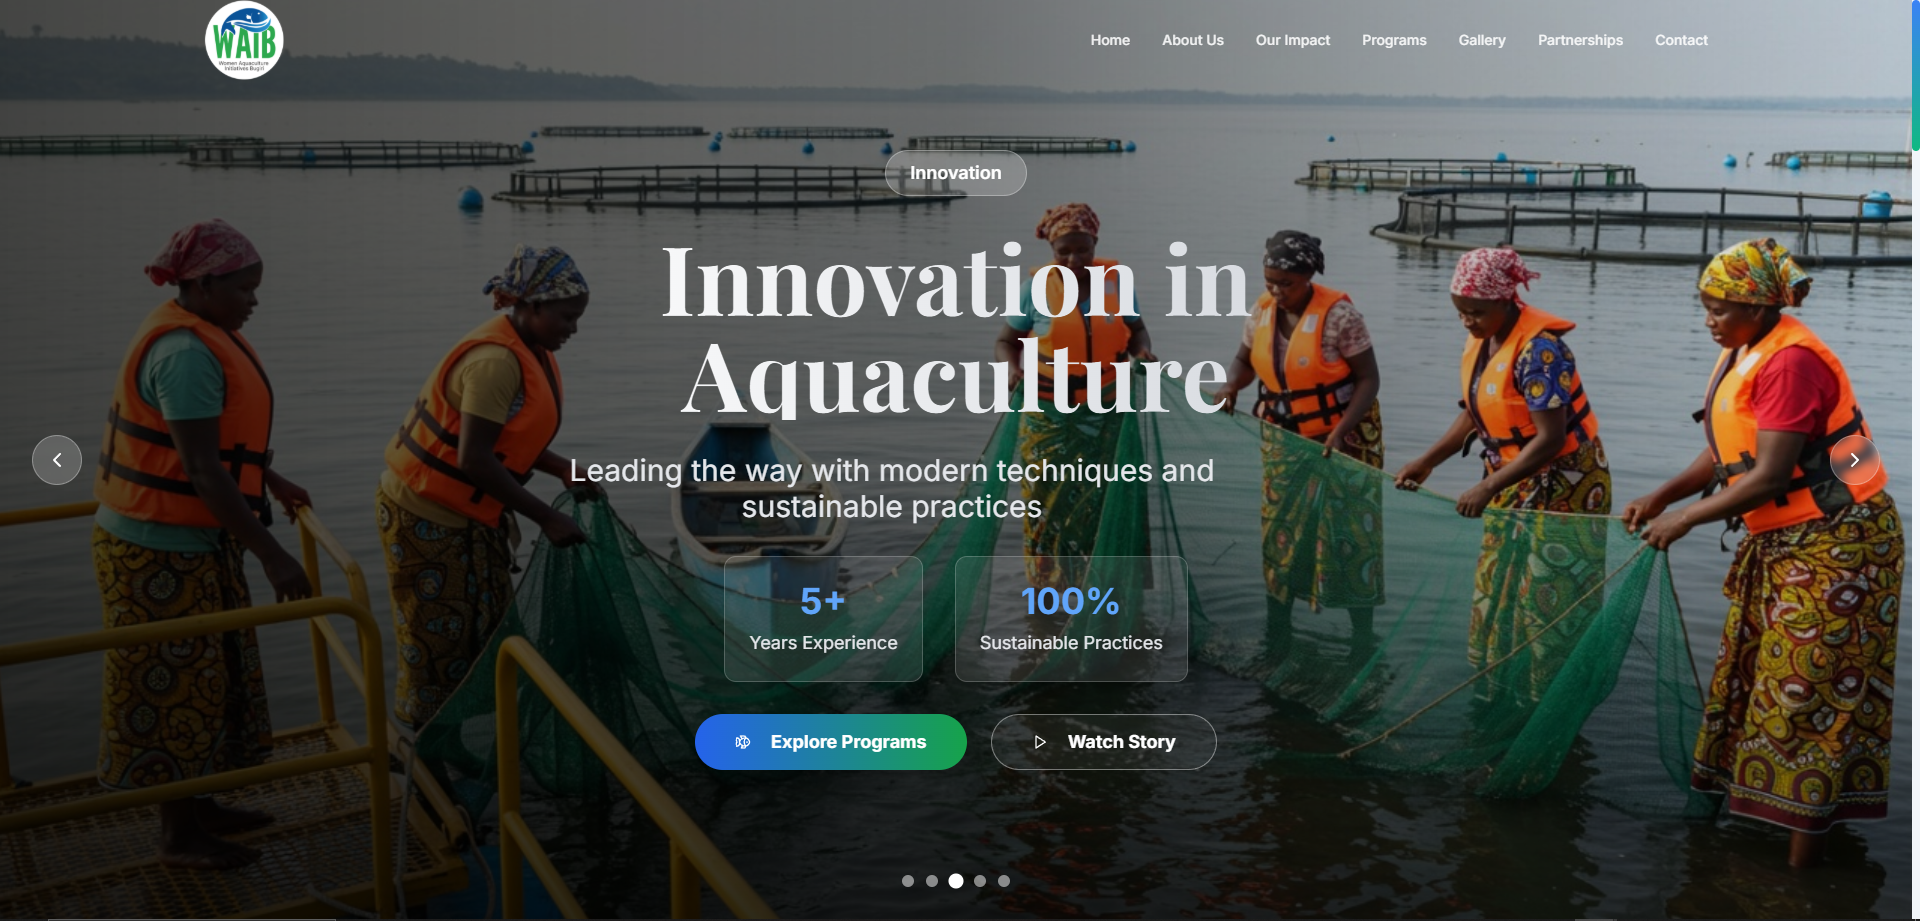 WAIB
Women Aquaculture
Initiatives Bugiri
Home
About Us
Our Impact
Programs
Gallery
Partnerships
Contact
Innovation
Innovation in
Aquaculture
Leading the way with modern techniques and
sustainable practices
5+
Years Experience
100%
Sustainable Practices
Explore Programs
Watch Story